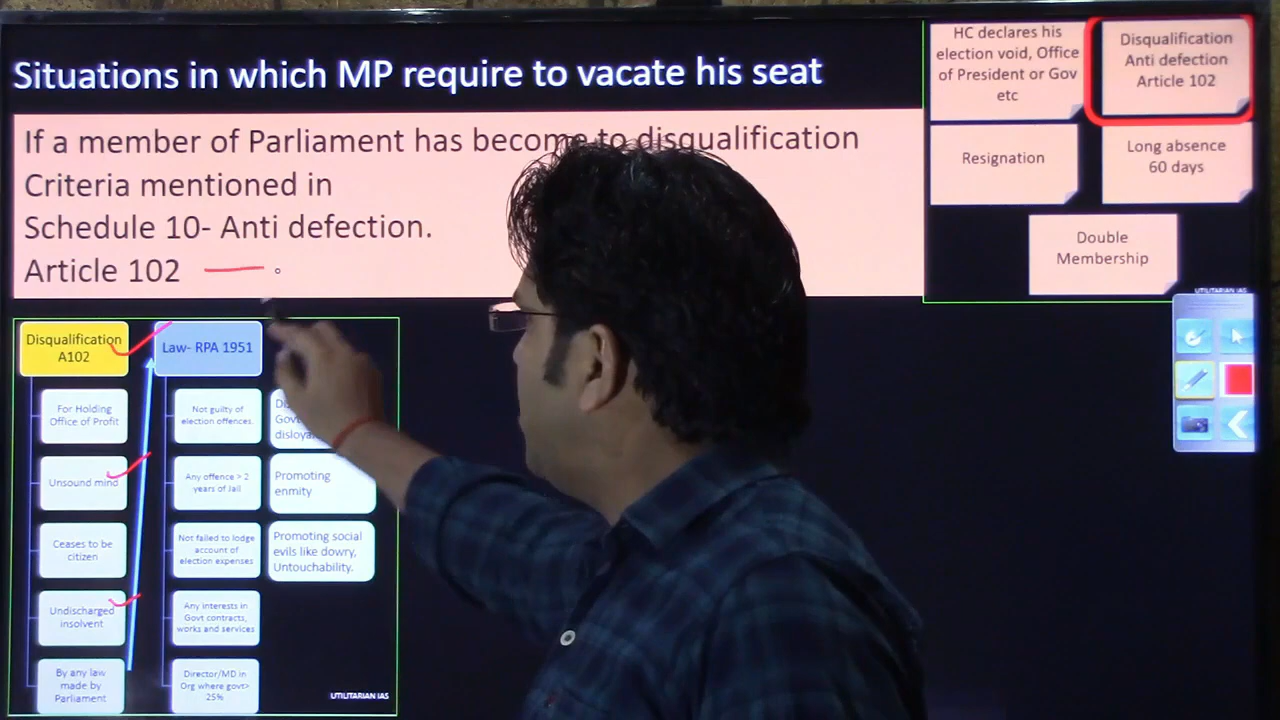 Situations in which MP require to vacate his seat
If a member of Parliament has become to disqualification
Criteria mentioned in
Schedule 10- Anti defection.
Article 102
HC declares his
election void, Office
of President or Gov
etc
Disqualification
Anti defection
Article 102
Resignation
Long absence
60 days
Double
Membership
UTILITARIAN IAS
Disqualification
A102
For Holding
Office of Profit
Unsound mind
Ceases to be
citizen
Undischarged
insolvent
By any law
made by
Parliament
Law- RPA 1951
Not guilty of
election offences.
Any offence > 2
years of Jail
Not failed to lodge
account of
election expenses
Any interests in
Govt contracts,
works and services
Director/MD in
Org where govt>
25%
Promoting
enmity
Promoting social
evils like dowry,
Untouchability.
UTILITARIAN IAS